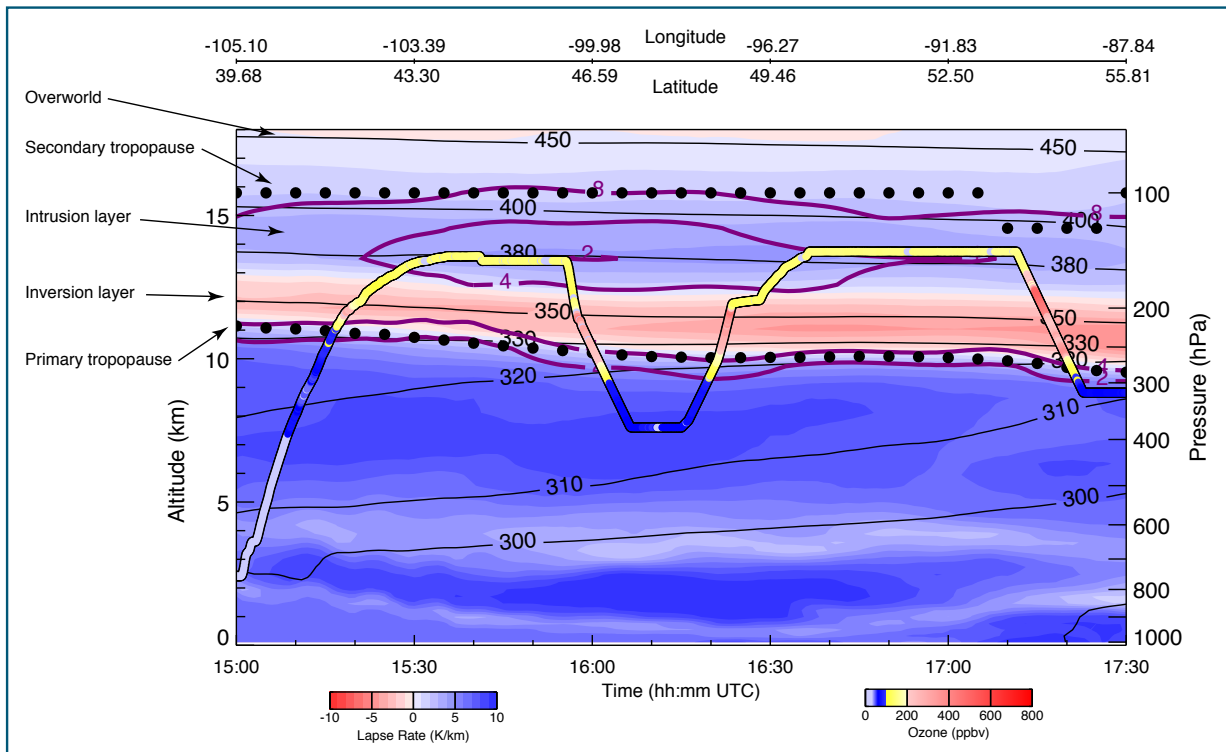 Longitude
-105.10 -103.39 -99.98 -96.27 -91.83 -87.84
39.68 43.30 46.59 49.46 52.50 55.81
Latitude
Overworld
Secondary tropopause
Intrusion layer
Inversion layer
Primary tropopause
450 450
8
400 400 8
2
380 380
4
350 50
330 330
320 320
4
2 2
310
310
300
300
15
10
5
0
Altitude (km)
100
200
300
400
600
800
1000
Pressure (hPa)
15:00 15:30 16:00 16:30 17:00 17:30
Time (hh:mm UTC)
-10 -5 0 5 10
Lapse Rate (K/km)
0 200 400 600 800
Ozone (ppbv)